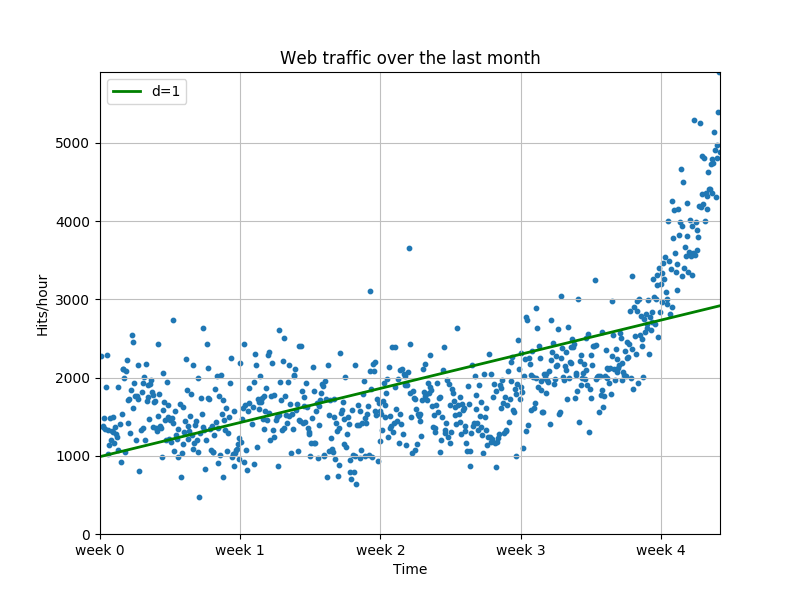 Web traffic over the last month
d=1
Hits/hour
5000
4000
3000
2000
1000
0
week 0 week 1 week 2 week 3 week 4
Time